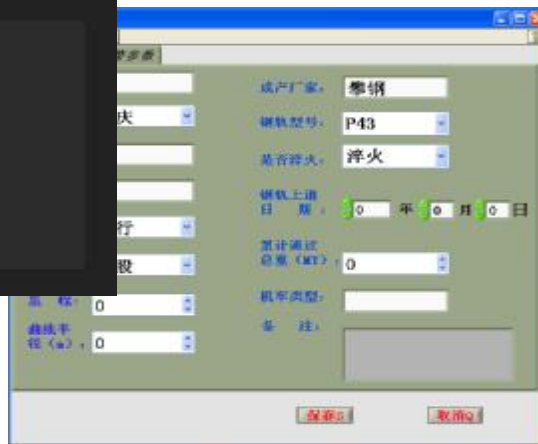 成产厂家： 攀钢
庆 钢轨型号： P43
是否淬火： 淬火
钢轨上道
日 期： 0 年 0 月 0 日
行
累计通过
总重（MT）： 0
股
里 程： 0 机车类型：
曲线半
径（m）： 0 备 注：
保存S 取消Q